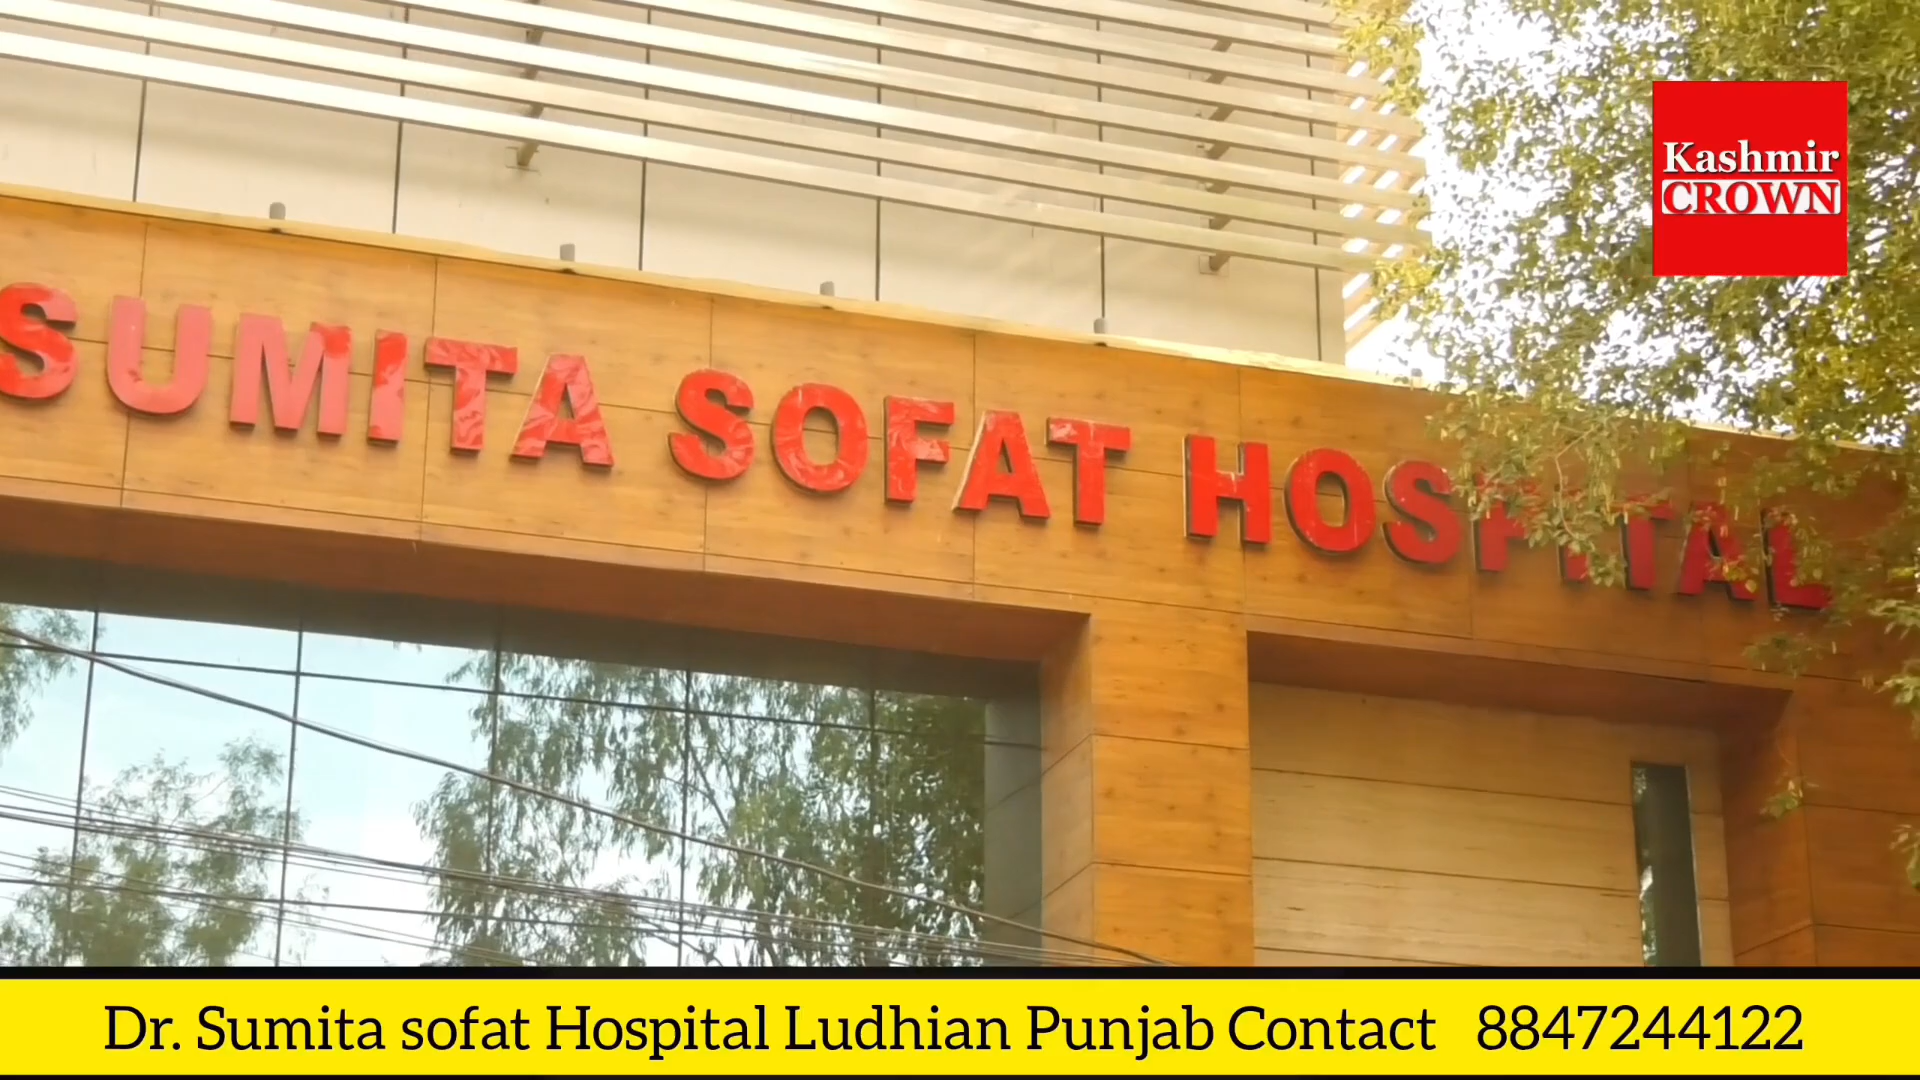 Kashmir
CROWN
SUMITA SOFAT HOSPITAL
Dr. Sumita sofat Hospital Ludhian Punjab Contact 8847244122